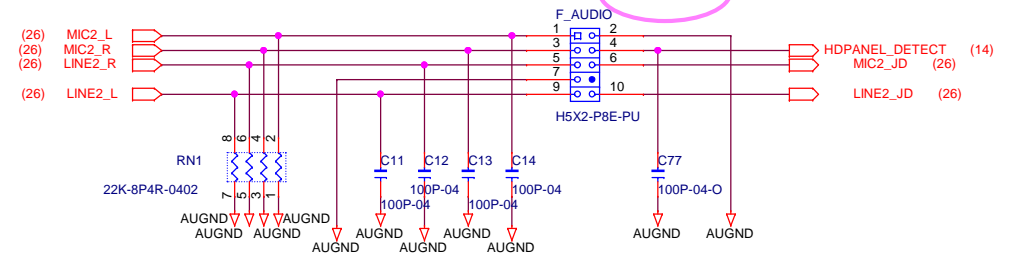 F_AUDIO
(26) MIC2_L 1 2
(26) MIC2_R 3 4 HDPANEL_DETECT (14)
(26) LINE2_R 5 6 MIC2_JD (26)
7
(26) LINE2_L 9 10 LINE2_JD (26)
H5X2-P8E-PU
8 6 4 2
RN1 C11 C12 C13 C14 C77
22K-8P4R-0402 100P-04 100P-04 100P-04-O
7 5 3 1 100P-04 100P-04
AUGND AUGND
AUGND AUGND AUGND AUGND AUGND AUGND
AUGND AUGND AUGND